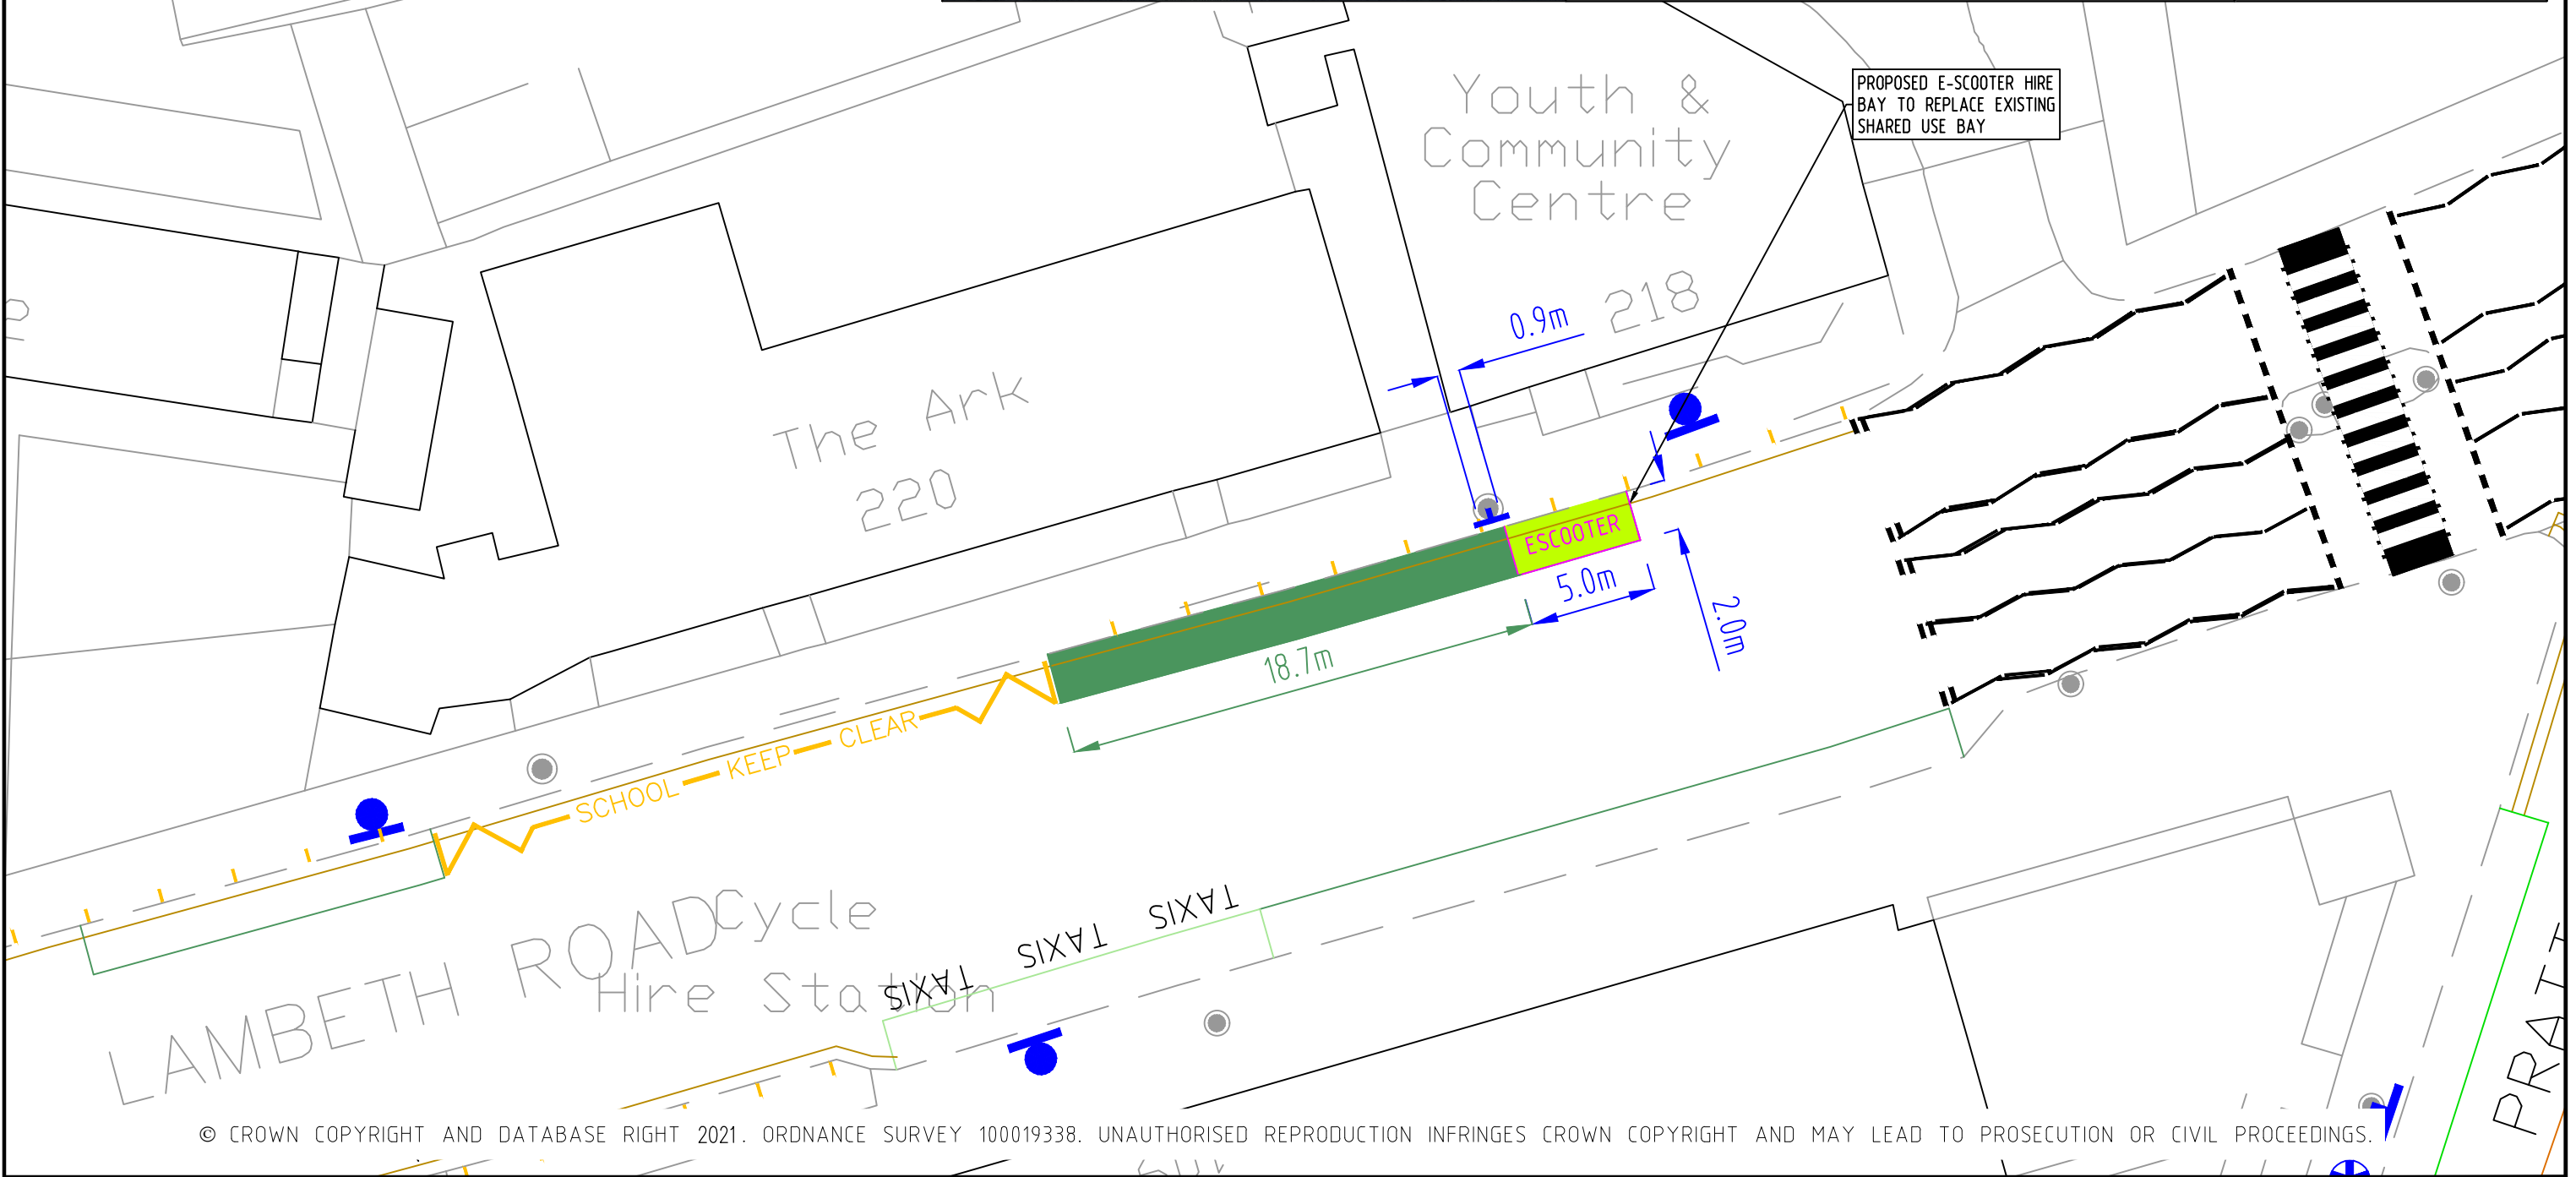 PROPOSED E-SCOOTER HIRE
BAY TO REPLACE EXISTING
SHARED USE BAY
Youth &
Community
Centre
218
0.9m
The Ark
220
ESCOOTER
5.0m
2.0m
18.7m
SCHOOL KEEP CLEAR
LAMBETH ROAD
Cycle
Hire Station
TAXIS
TAXIS
TAXIS
© CROWN COPYRIGHT AND DATABASE RIGHT 2021. ORDNANCE SURVEY 100019338. UNAUTHORISED REPRODUCTION INFRINGES CROWN COPYRIGHT AND MAY LEAD TO PROSECUTION OR CIVIL PROCEEDINGS.